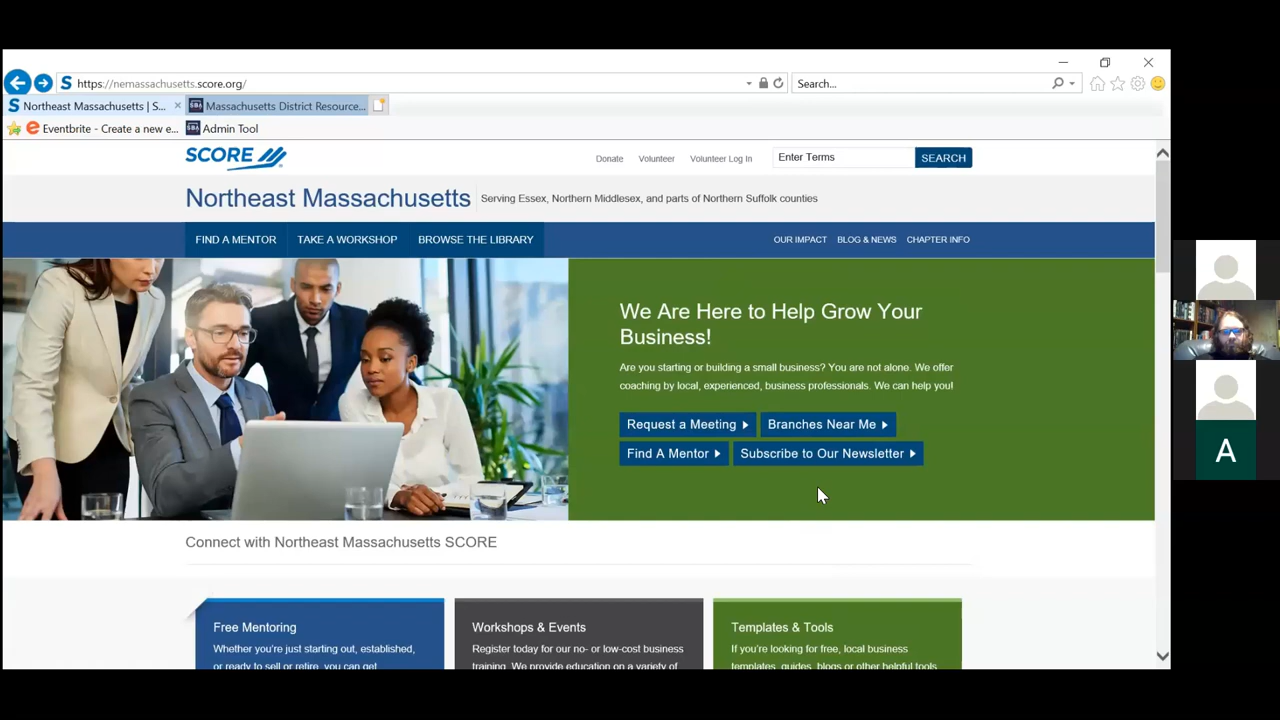 https://nemassachusetts.score.org/
Search...
Northeast Massachusetts | S...
Massachusetts District Resource...
Eventbrite - Create a new e...
Admin Tool
SCORE
Donate
Volunteer
Volunteer Log In
Enter Terms
SEARCH
Northeast Massachusetts
Serving Essex, Northern Middlesex, and parts of Northern Suffolk counties
FIND A MENTOR
TAKE A WORKSHOP
BROWSE THE LIBRARY
OUR IMPACT
BLOG & NEWS
CHAPTER INFO
We Are Here to Help Grow Your
Business!
Are you starting or building a small business? You are not alone. We offer
coaching by local, experienced, business professionals. We can help you!
Request a Meeting
Branches Near Me
Find A Mentor
Subscribe to Our Newsletter
A
Connect with Northeast Massachusetts SCORE
Free Mentoring
Whether you're just starting out, established,
or ready to sell or retire, you can get
Workshops & Events
Register today for our no- or low-cost business
training. We provide education on a variety of
Templates & Tools
If you're looking for free, local business
templates, guides, blogs or other helpful tools